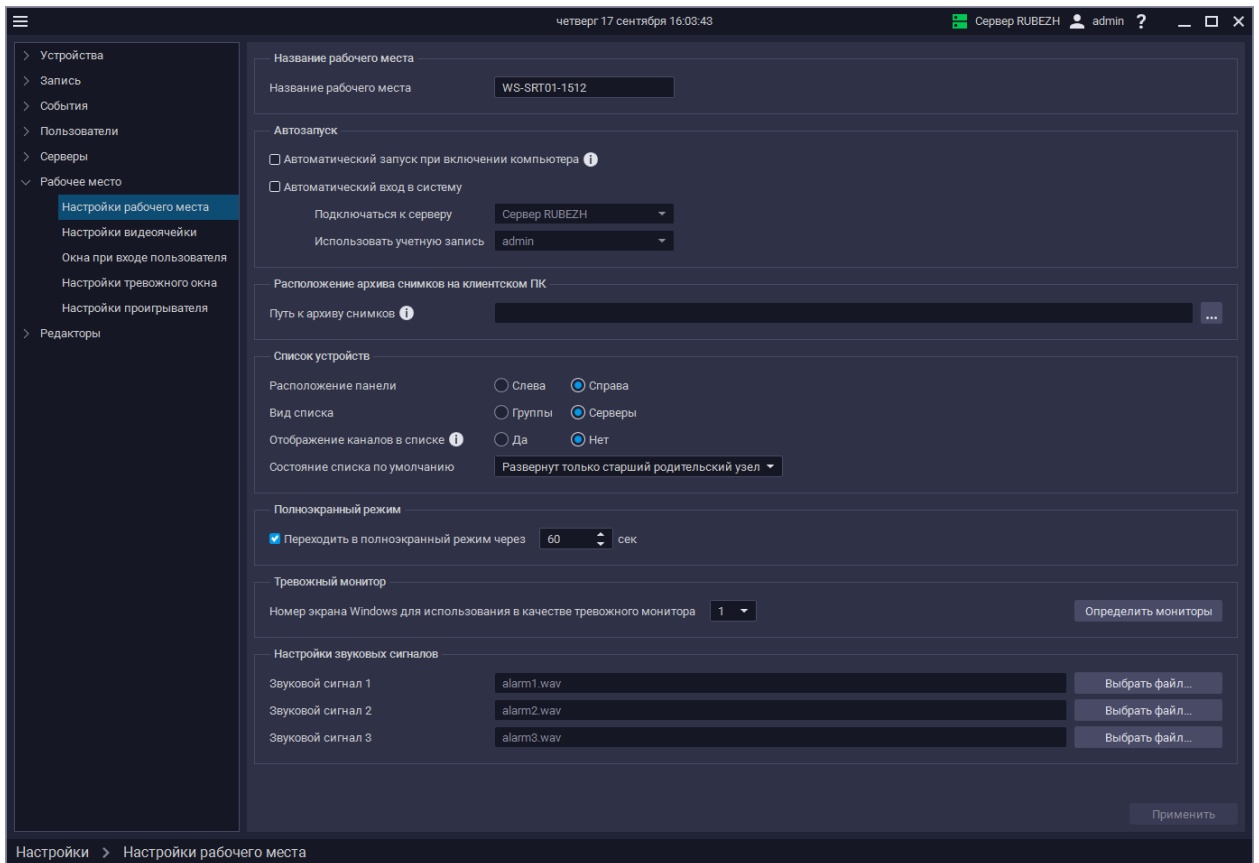 четверг 17 сентября 16:03:43
Сервер RUBEZH admin ?
Устройства
Запись
События
Пользователи
Серверы
Рабочее место
Настройки рабочего места
Настройки видеоячейки
Окна при входе пользователя
Настройки тревожного окна
Настройки проигрывателя
Редакторы
Название рабочего места
Название рабочего места WS-SRT01-1512
Автозапуск
Автоматический запуск при включении компьютера
Автоматический вход в систему
Подключаться к серверу Сервер RUBEZH
Использовать учетную запись admin
Расположение архива снимков на клиентском ПК
Путь к архиву снимков ...
Список устройств
Расположение панели Слева Справа
Вид списка Группы Серверы
Отображение каналов в списке Да Нет
Состояние списка по умолчанию Развернут только старший родительский узел
Полноэкранный режим
Переходить в полноэкранный режим через 60 сек
Тревожный монитор
Номер экрана Windows для использования в качестве тревожного монитора 1 Определить мониторы
Настройки звуковых сигналов
Звуковой сигнал 1 alarm1.wav Выбрать файл...
Звуковой сигнал 2 alarm2.wav Выбрать файл...
Звуковой сигнал 3 alarm3.wav Выбрать файл...
Применить
Настройки > Настройки рабочего места